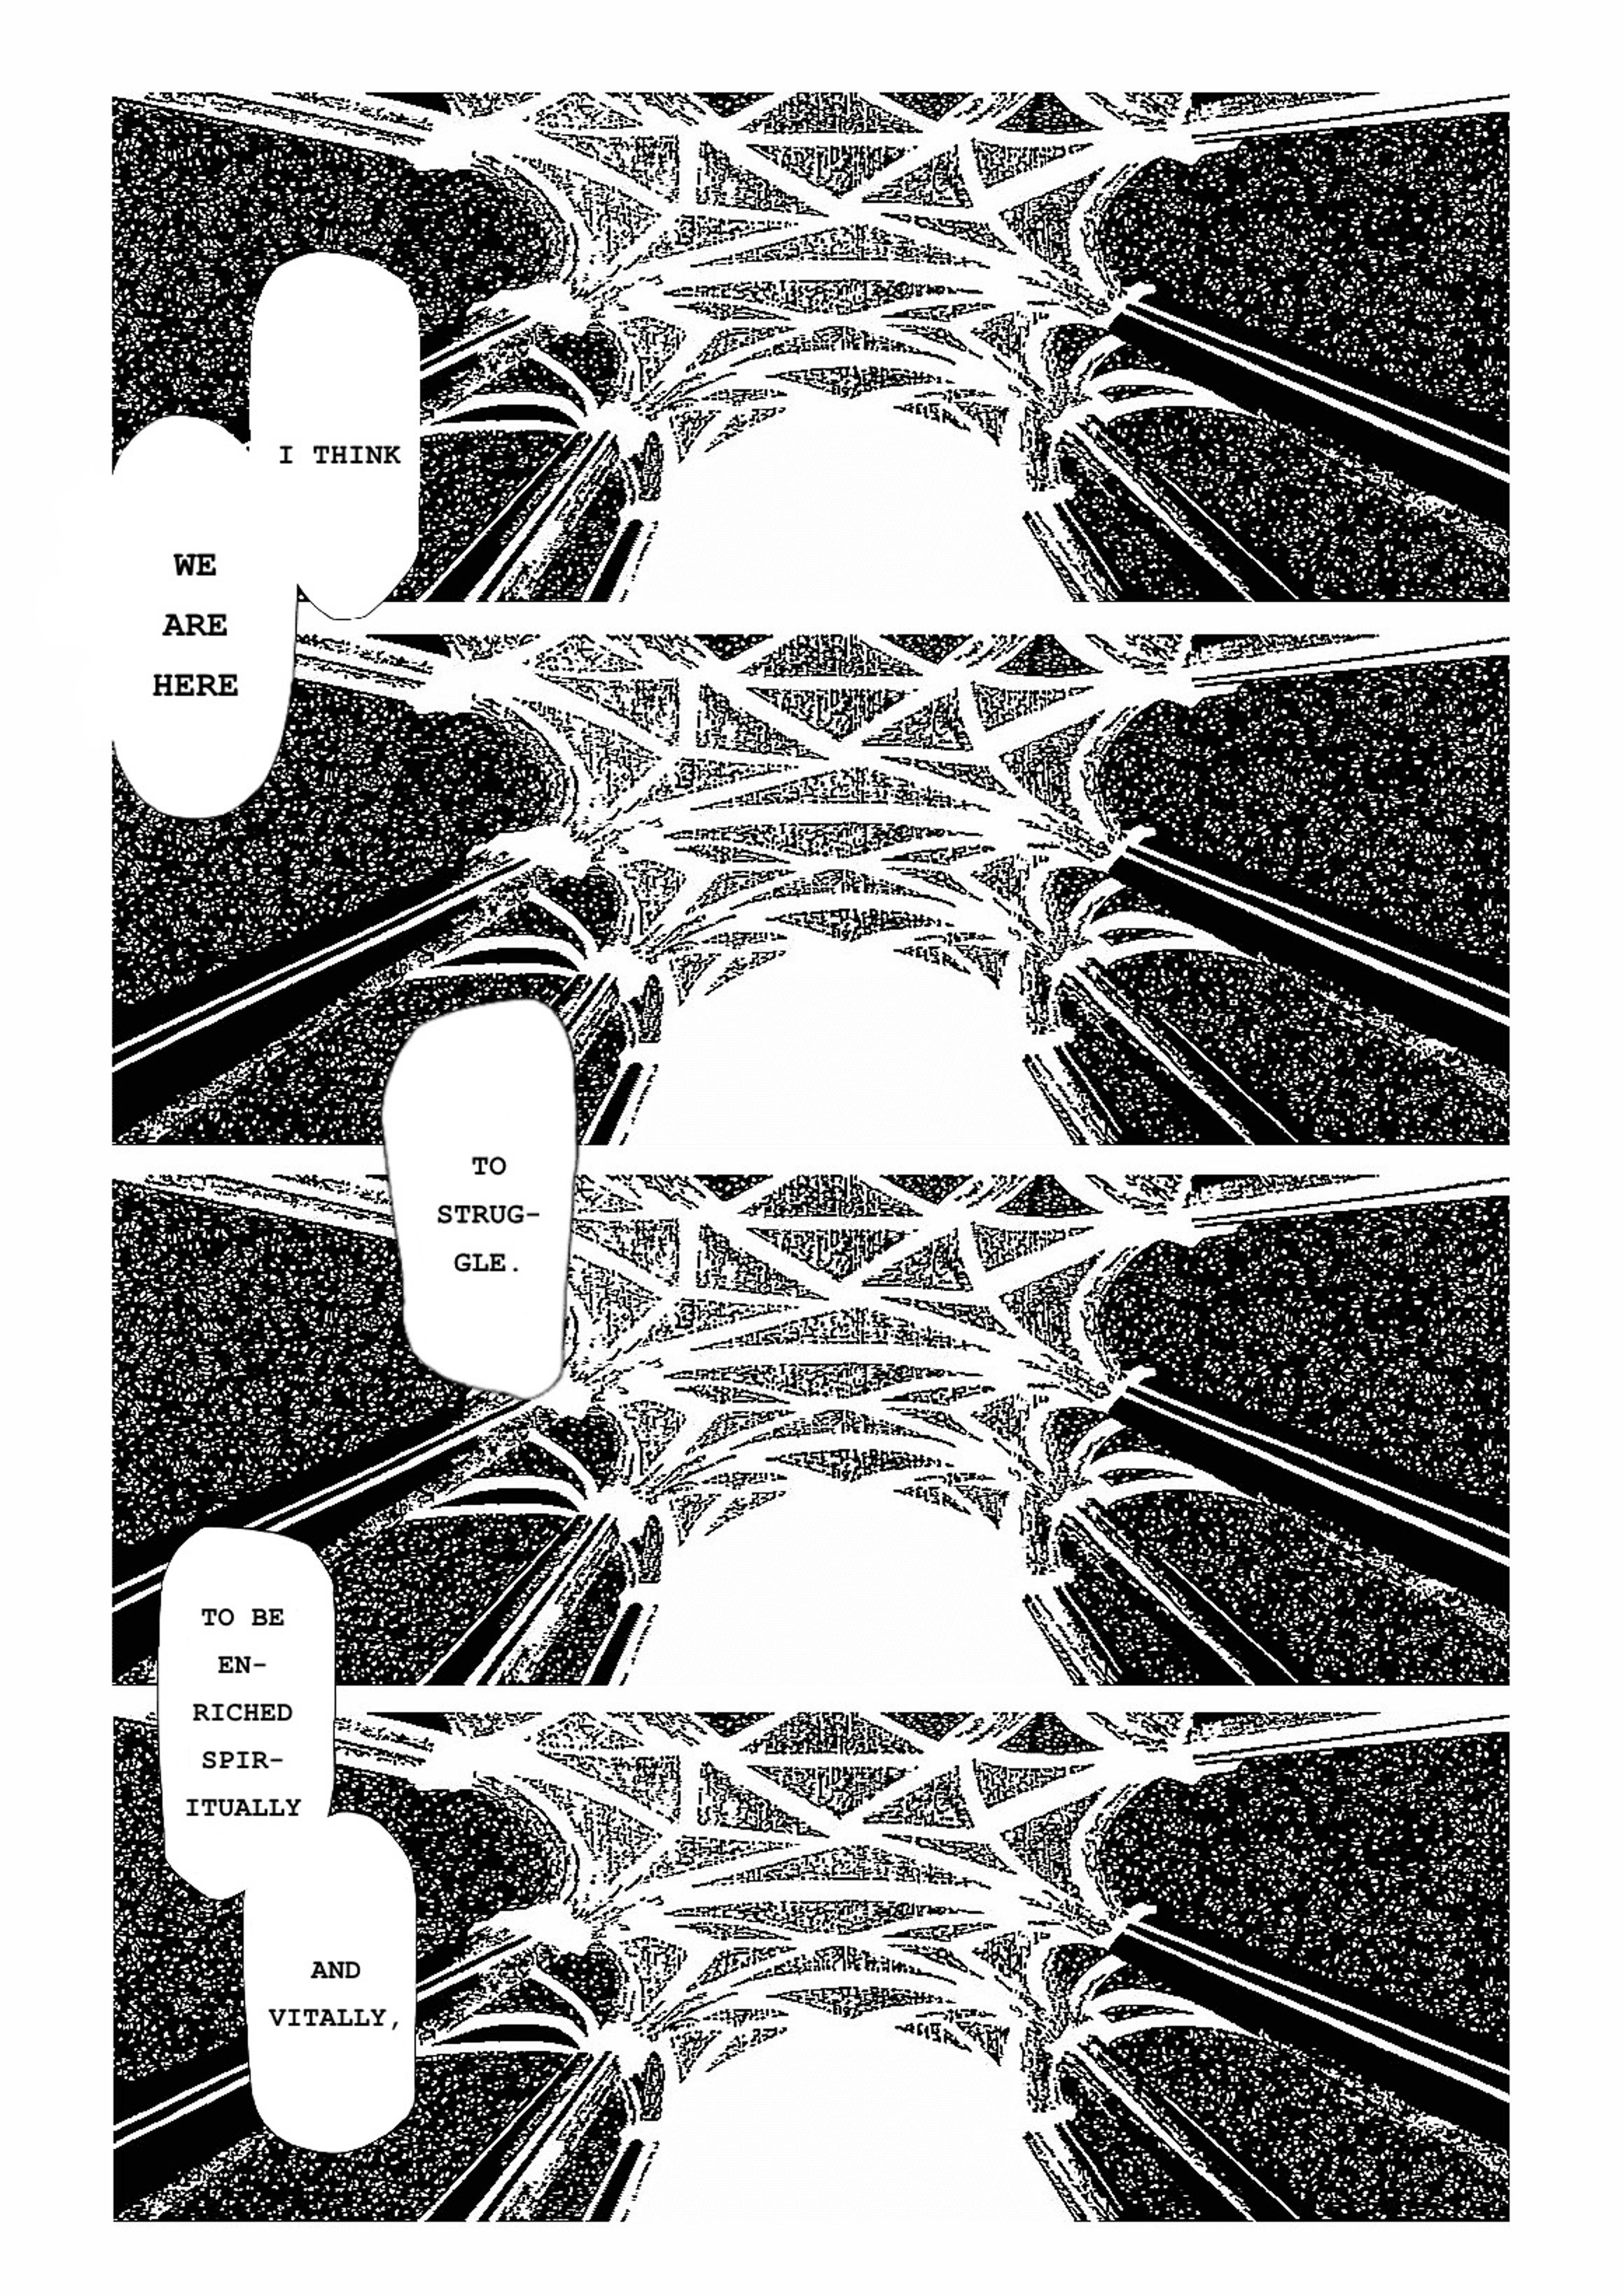 I THINK
WE
ARE
HERE
TO
STRUG-
GLE.
TO BE
EN-
RICHED
SPIR-
ITUALLY
AND
VITALLY,